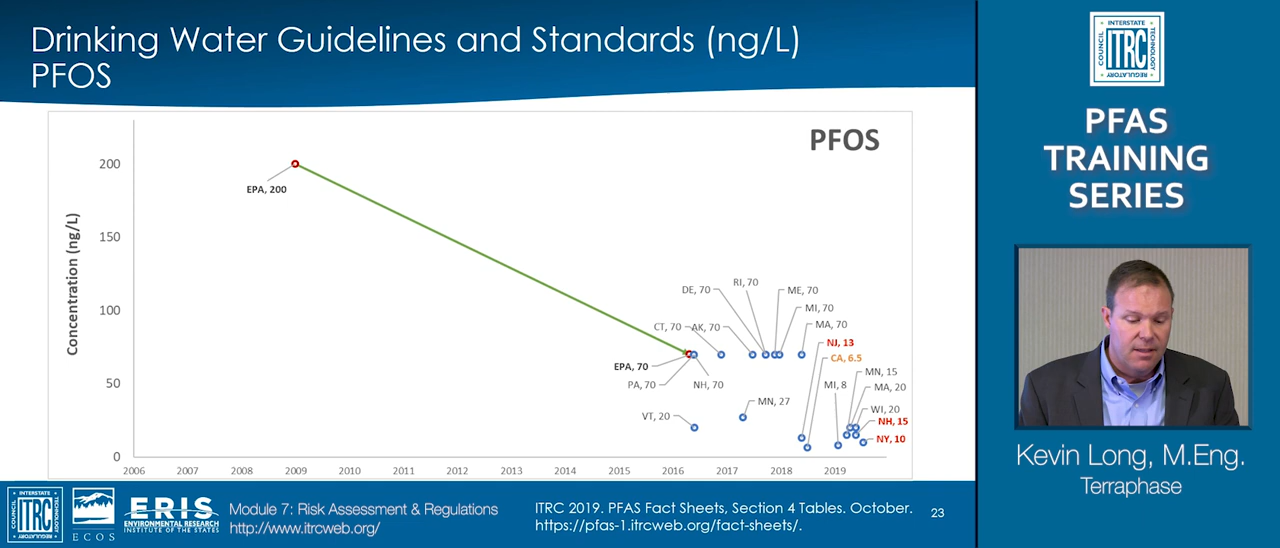 Drinking Water Guidelines and Standards (ng/L)
PFOS
PFOS
Concentration (ng/L)
200
150
100
50
0
2006 2007 2008 2009 2010 2011 2012 2013 2014 2015 2016 2017 2018 2019
EPA, 200
EPA, 70
PA, 70
NH, 70
CT, 70
AK, 70
DE, 70
RI, 70
ME, 70
MI, 70
MA, 70
NJ, 13
CA, 6.5
MN, 15
MI, 8
MA, 20
WI, 20
NH, 15
NY, 10
MN, 27
VT, 20
INTERSTATE
COUNCIL
ITRC
TECHNOLOGY
REGULATORY
ECOS
ERIS
ENVIRONMENTAL RESEARCH
INSTITUTE OF THE STATES
Module 7: Risk Assessment & Regulations
http://www.itrcweb.org/
ITRC 2019. PFAS Fact Sheets, Section 4 Tables. October.
https://pfas-1.itrcweb.org/fact-sheets/.
23
INTERSTATE
COUNCIL
ITRC
TECHNOLOGY
REGULATORY
PFAS
TRAINING
SERIES
Kevin Long, M.Eng.
Terraphase